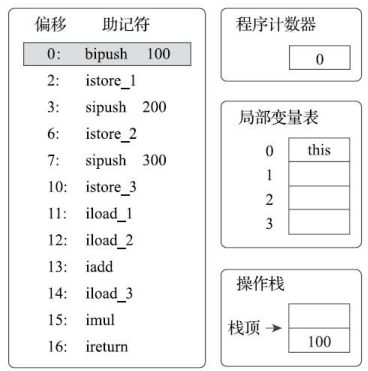 偏移 助记符
0: bipush 100
2: istore_1
3: sipush 200
6: istore_2
7: sipush 300
10: istore_3
11: iload_1
12: iload_2
13: iadd
14: iload_3
15: imul
16: ireturn
程序计数器
0
局部变量表
0 this
1
2
3
操作栈
栈顶
100